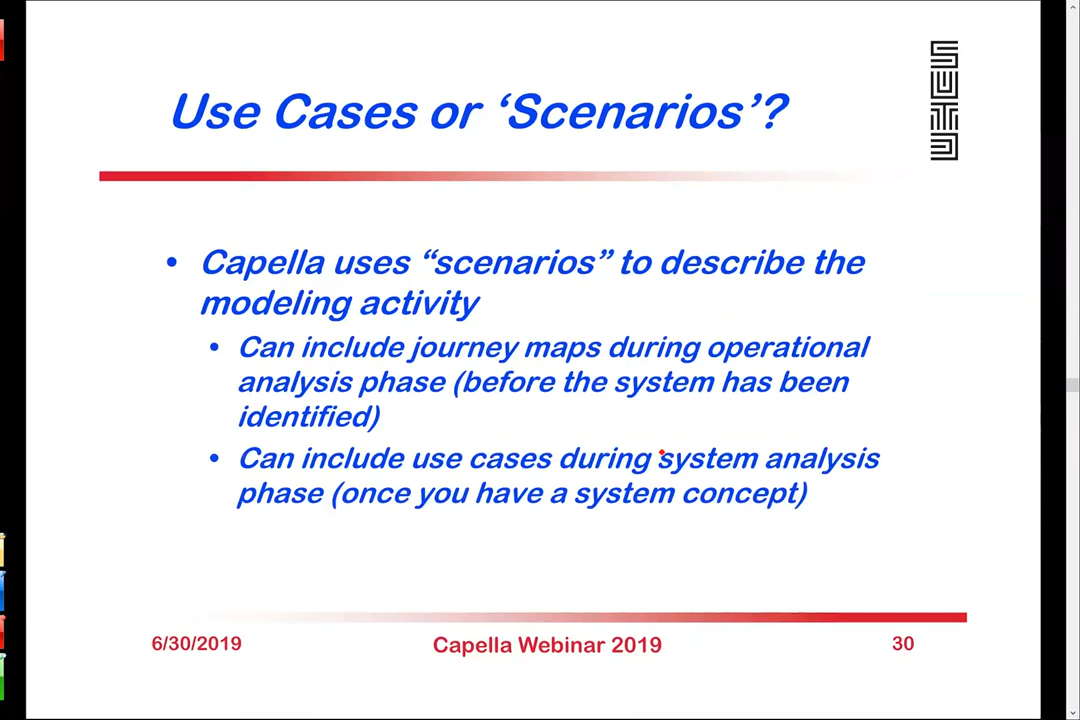 Use Cases or ‘Scenarios’?
• Capella uses “scenarios” to describe the
modeling activity
• Can include journey maps during operational
analysis phase (before the system has been
identified)
• Can include use cases during system analysis
phase (once you have a system concept)
6/30/2019
Capella Webinar 2019
30